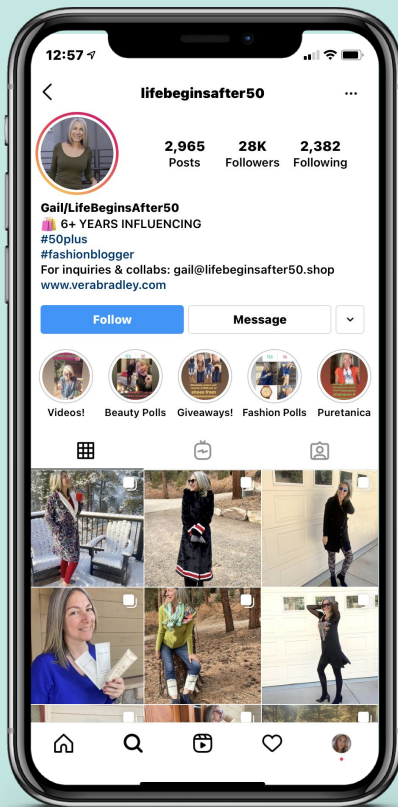 12:57
lifebeginsafter50
2,965 28K 2,382
Posts Followers Following
Gail/LifeBeginsAfter50
🛍️ 6+ YEARS INFLUENCING
#50plus
#fashionblogger
For inquiries & collabs: gail@lifebeginsafter50.shop
www.verabradley.com
Follow Message
Videos! Beauty Polls Giveaways! Fashion Polls Puretanica